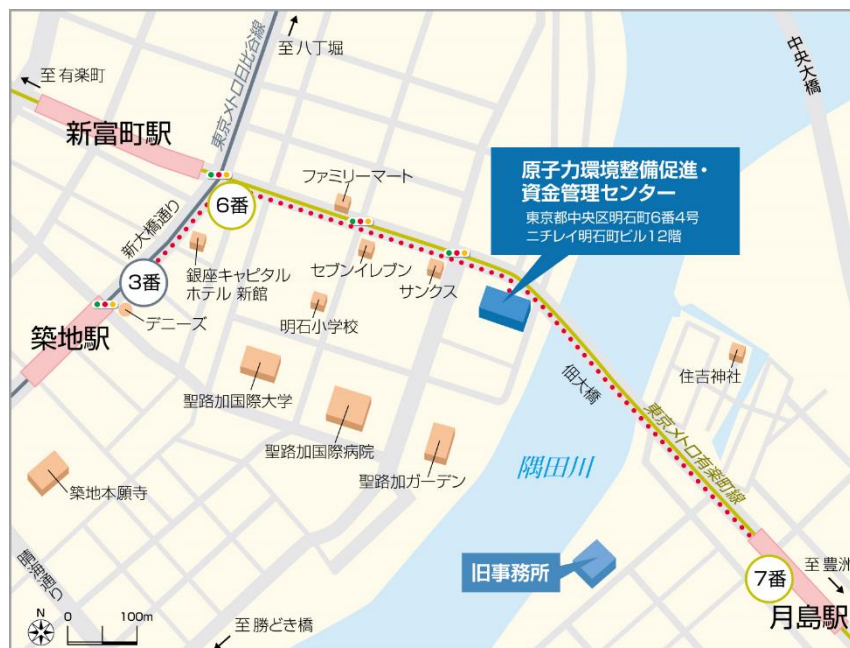 至八丁堀
至有楽町
東京メトロ日比谷線
中央大橋
新富町駅
ファミリーマート
原子力環境整備促進・
資金管理センター
東京都中央区明石町6番4号
ニチレイ明石町ビル12階
6番
新大橋通り
3番
銀座キャピタル
ホテル 新館
セブンイレブン
サンクス
デニーズ
明石小学校
築地駅
聖路加国際大学
佃大橋
住吉神社
聖路加国際病院
東京メトロ有楽町線
聖路加ガーデン
隅田川
築地本願寺
旧事務所
7番
至豊洲
晴海通り
月島駅
N
0
100m
至勝どき橋